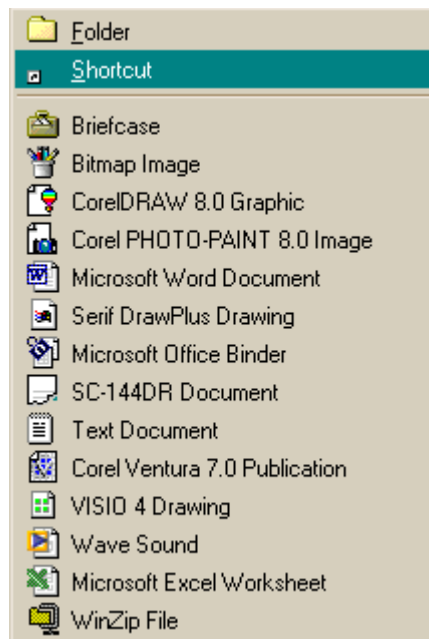 Folder
Shortcut
Briefcase
Bitmap Image
CorelDRAW 8.0 Graphic
Corel PHOTO-PAINT 8.0 Image
Microsoft Word Document
Serif DrawPlus Drawing
Microsoft Office Binder
SC-144DR Document
Text Document
Corel Ventura 7.0 Publication
VISIO 4 Drawing
Wave Sound
Microsoft Excel Worksheet
WinZip File